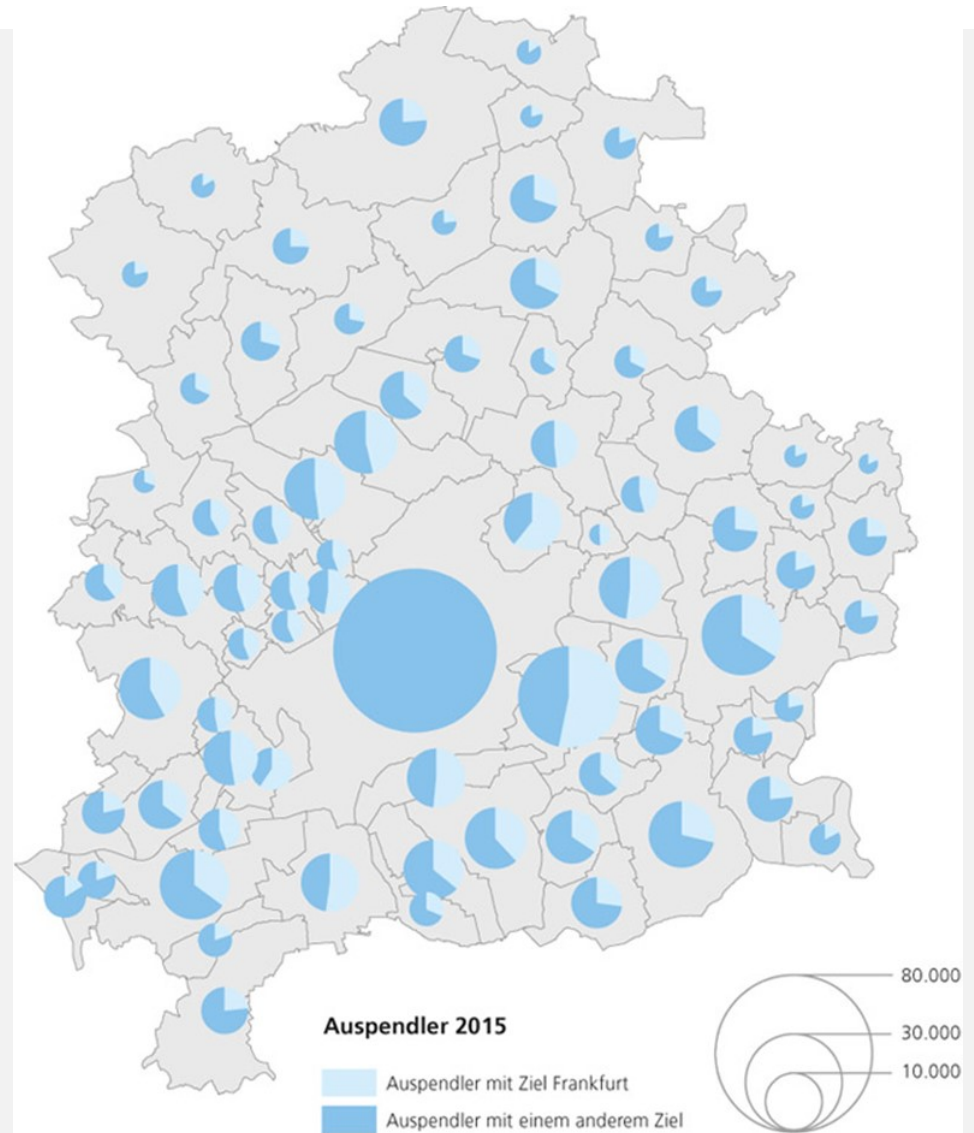 80.000
30.000
10.000
Auspendler 2015
Auspendler mit Ziel Frankfurt
Auspendler mit einem anderem Ziel